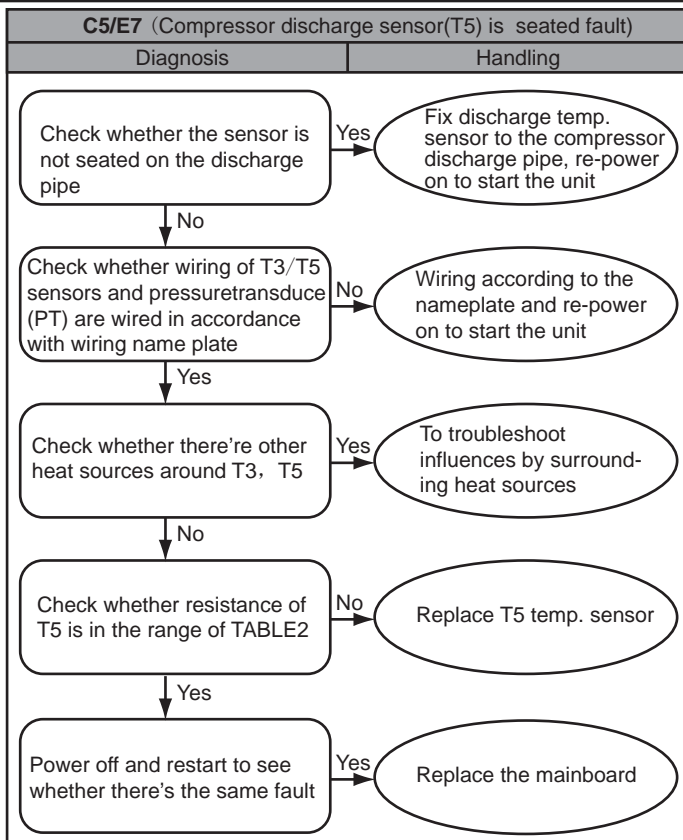 C5/E7（Compressor discharge sensor(T5) is seated fault)
Diagnosis
Handling
Check whether the sensor is
not seated on the discharge
pipe
Yes
Fix discharge temp.
sensor to the compressor
discharge pipe, re-power
on to start the unit
No
Check whether wiring of T3/T5
sensors and pressuretransduce
(PT) are wired in accordance
with wiring name plate
No
Wiring according to the
nameplate and re-power
on to start the unit
Yes
Check whether there're other
heat sources around T3，T5
Yes
To troubleshoot
influences by surround-
ing heat sources
No
Check whether resistance of
T5 is in the range of TABLE2
No
Replace T5 temp. sensor
Yes
Power off and restart to see
whether there's the same fault
Yes
Replace the mainboard